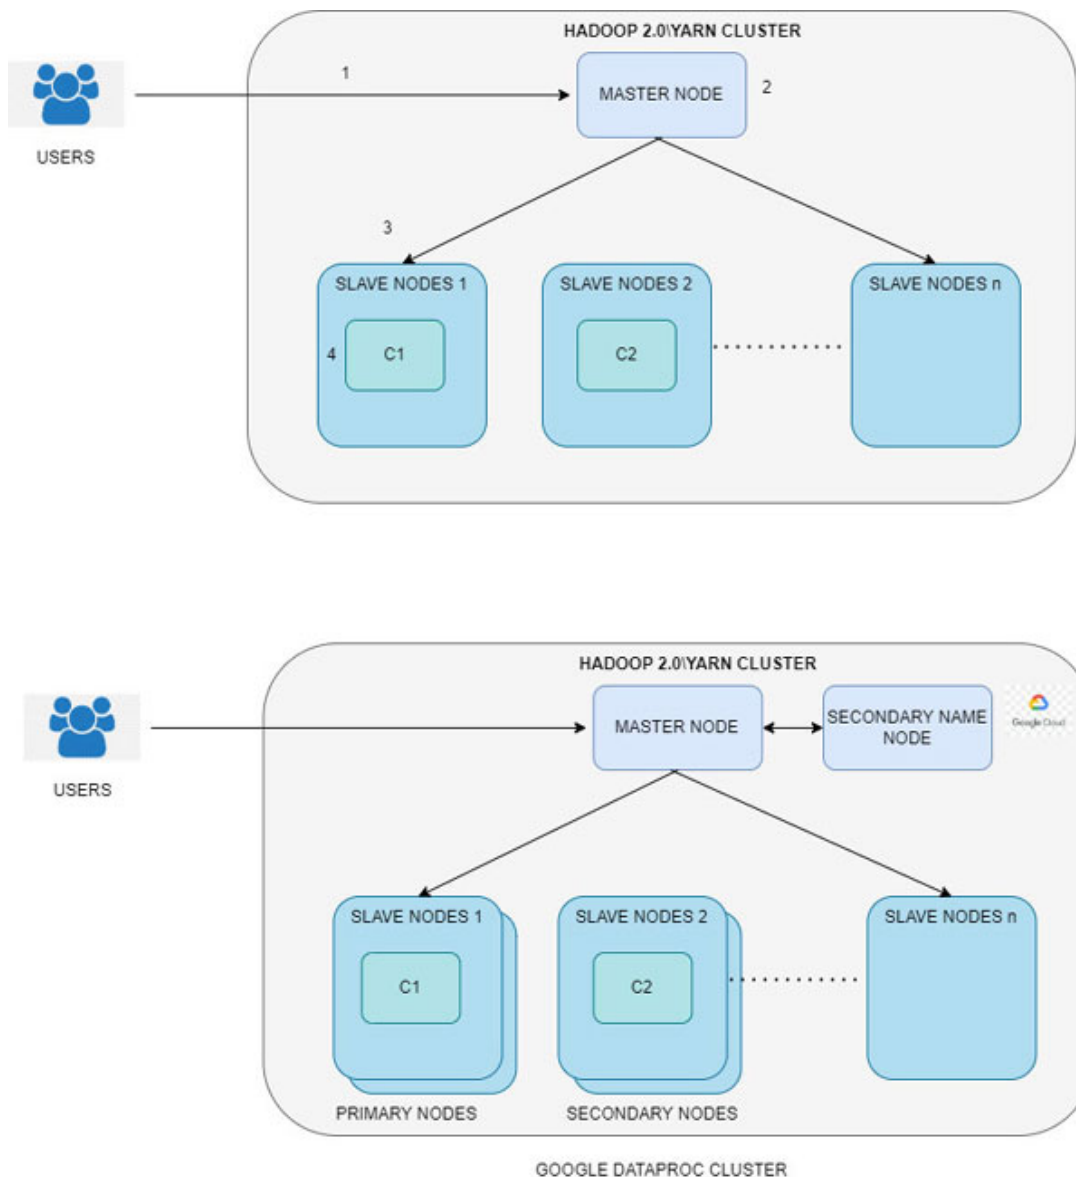 HADOOP 2.0\YARN CLUSTER
1
MASTER NODE
2
USERS
3
SLAVE NODES 1
SLAVE NODES 2
SLAVE NODES n
4
C1
C2
HADOOP 2.0\YARN CLUSTER
MASTER NODE
SECONDARY NAME
NODE
Google Cloud
USERS
SLAVE NODES 1
SLAVE NODES 2
SLAVE NODES n
C1
C2
PRIMARY NODES
SECONDARY NODES
GOOGLE DATAPROC CLUSTER